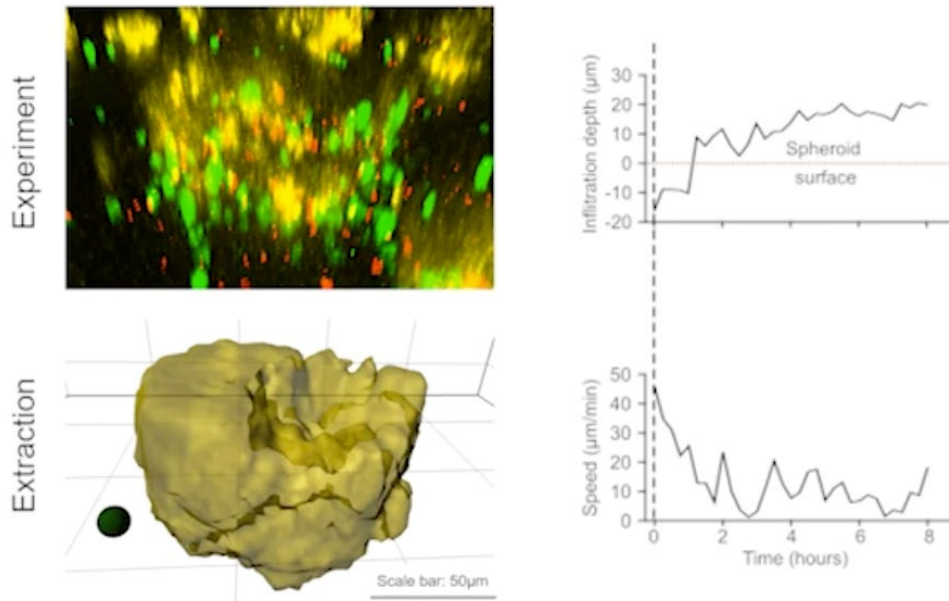 Experiment
Extraction
Scale bar: 50µm
Inflitration depth (µm)
30
20
10
0
-10
-20
Spheroid
surface
Speed (µm/min)
50
40
30
20
10
0
0 2 4 6 8
Time (hours)